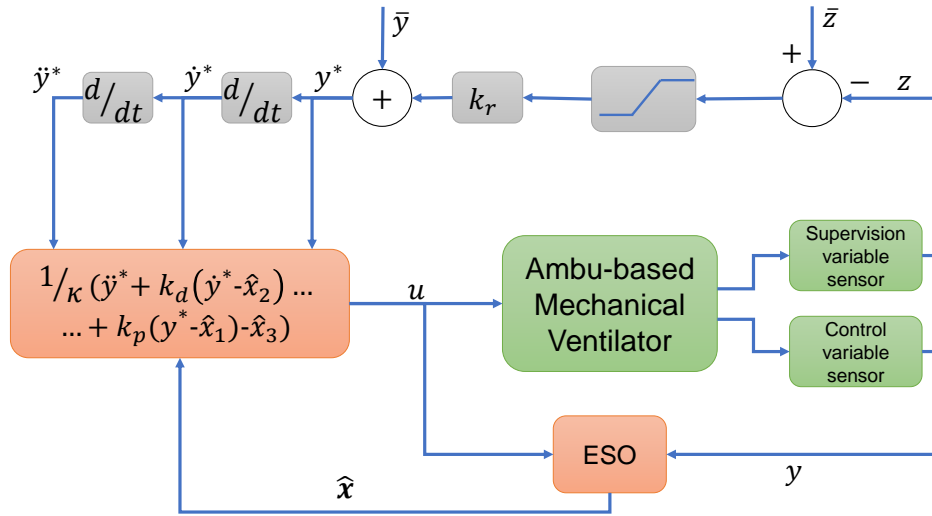 ȳ
z̄
ÿ*
d/dt
ẏ*
d/dt
y*
+
k_r
+
−
z
1/κ (ÿ* + k_d(ẏ*-x̂_2) ...
... + k_p(y*-x̂_1)-x̂_3)
u
Ambu-based
Mechanical
Ventilator
Supervision
variable
sensor
Control
variable
sensor
ESO
y
x̂